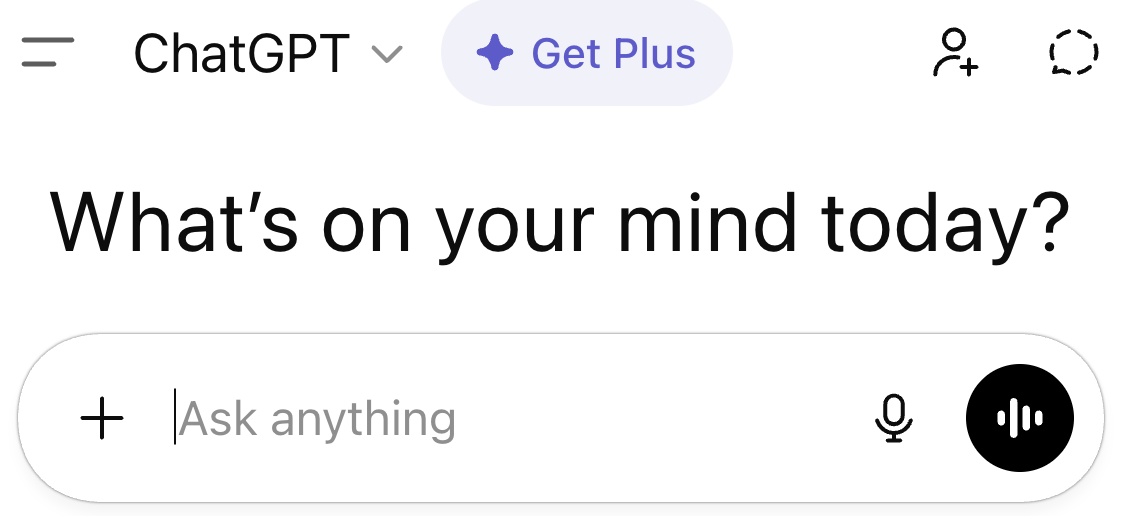 ChatGPT Get Plus
What’s on your mind today?
Ask anything